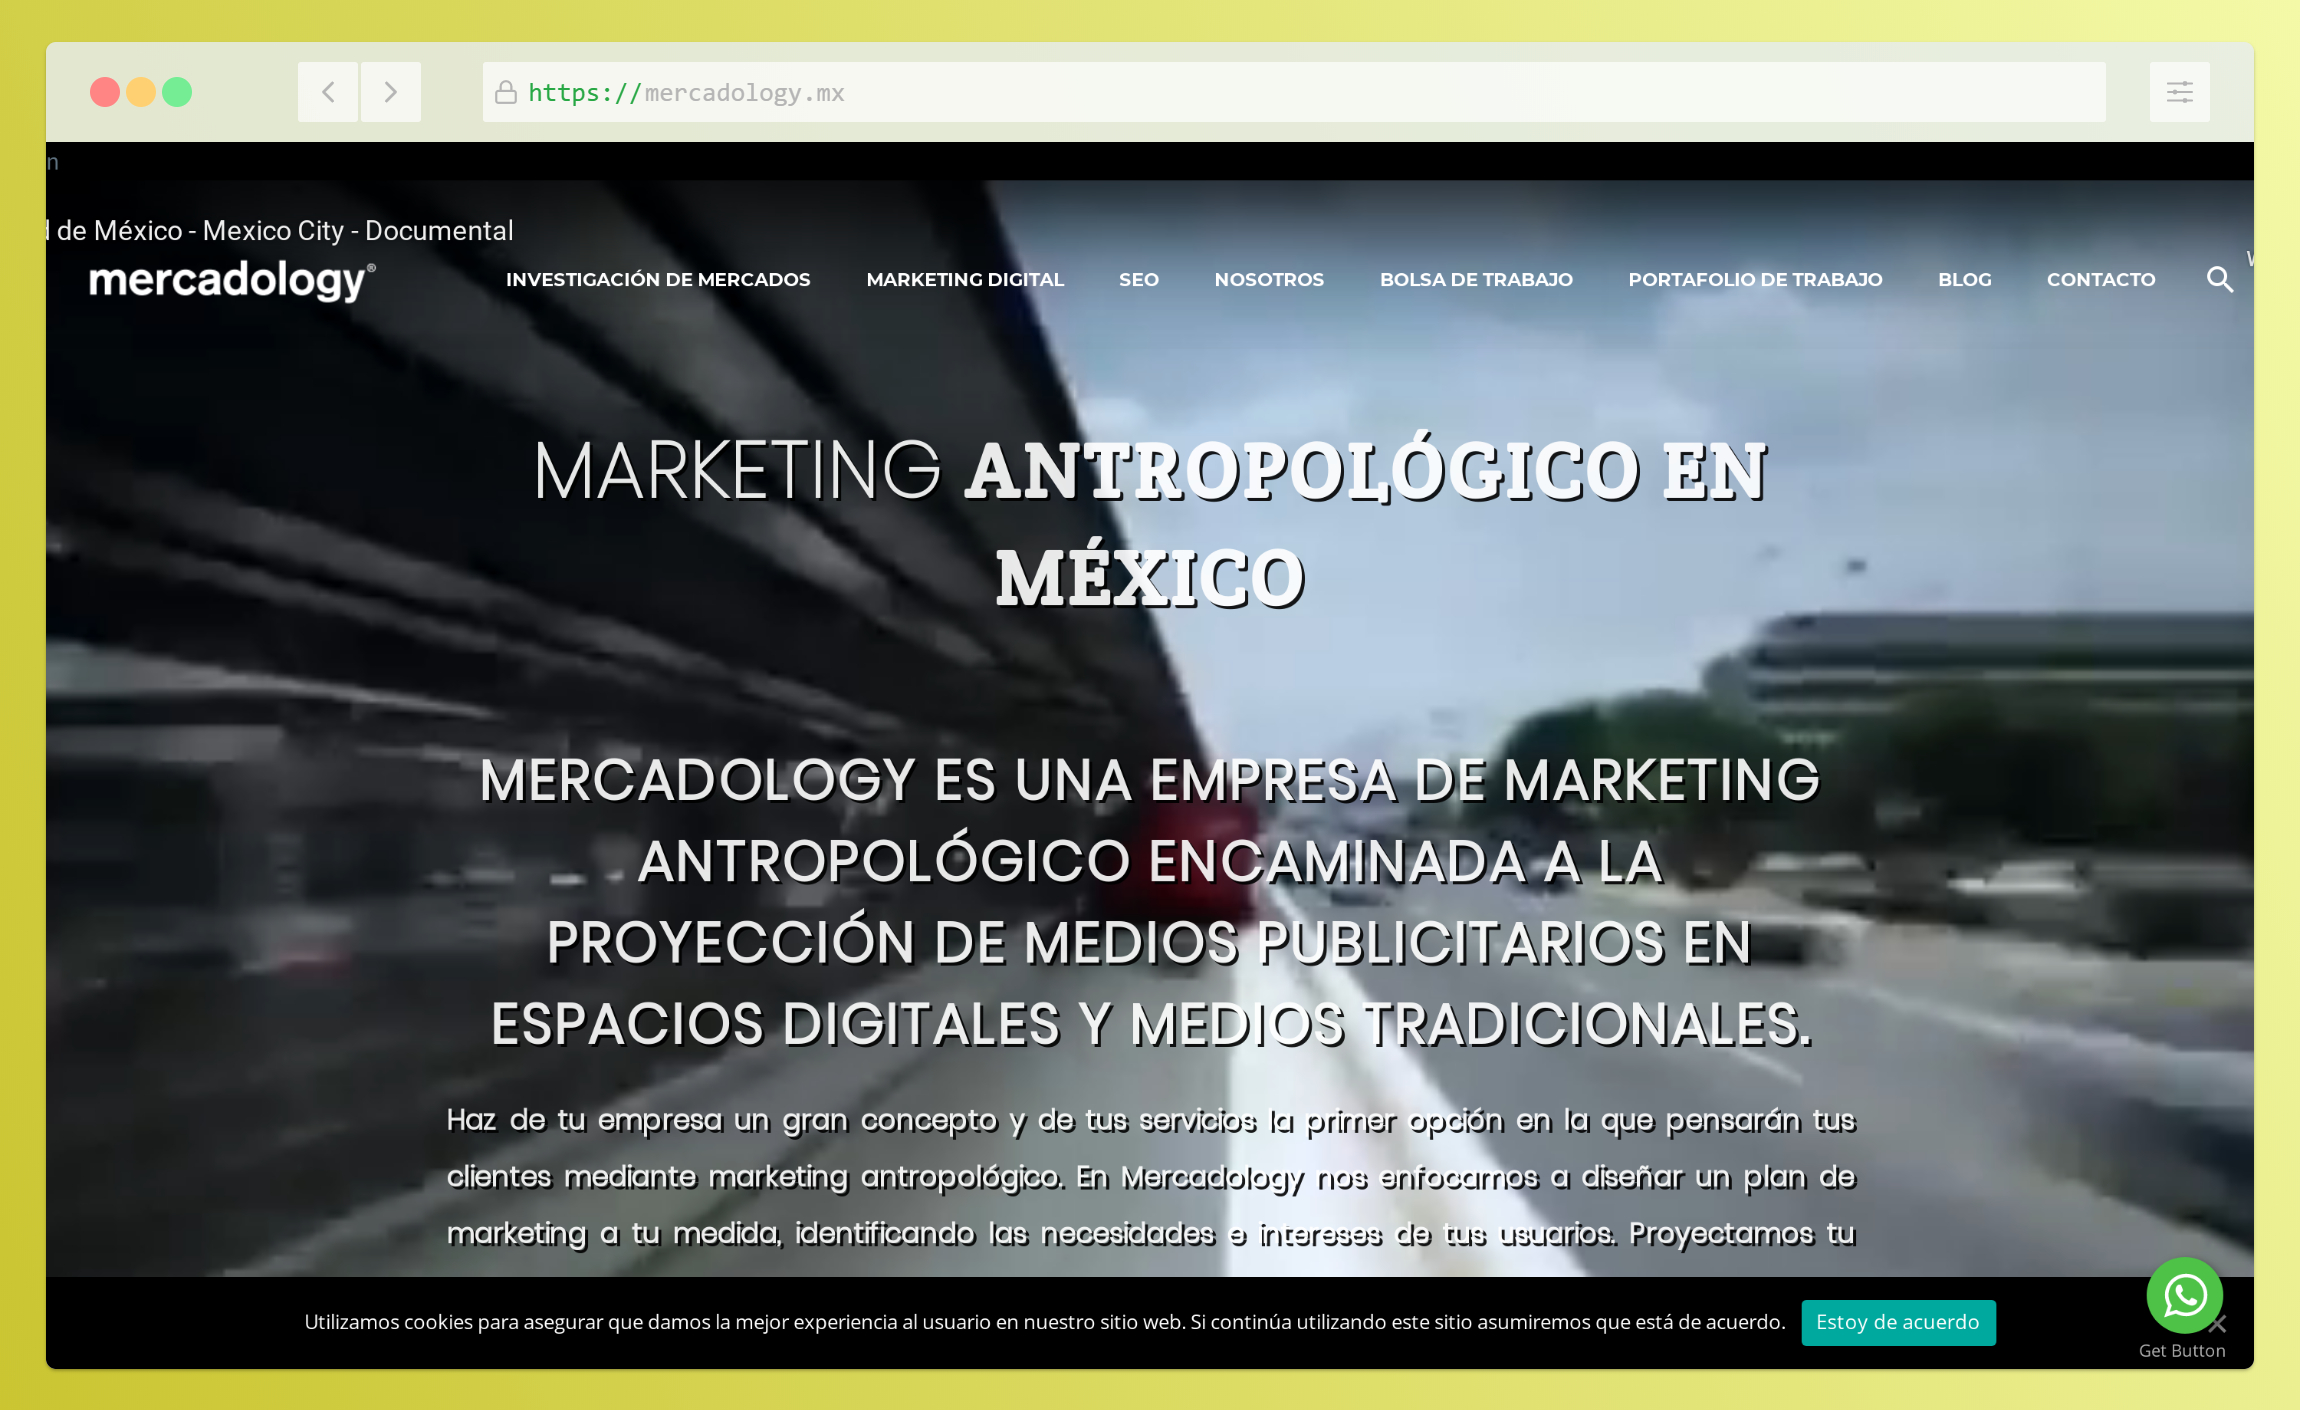 https://mercadology.mx
n
de México - Mexico City - Documental
mercadology®
INVESTIGACIÓN DE MERCADOS MARKETING DIGITAL SEO NOSOTROS BOLSA DE TRABAJO PORTAFOLIO DE TRABAJO BLOG CONTACTO
MARKETING ANTROPOLÓGICO EN
MÉXICO
MERCADOLOGY ES UNA EMPRESA DE MARKETING
ANTROPOLÓGICO ENCAMINADA A LA
PROYECCIÓN DE MEDIOS PUBLICITARIOS EN
ESPACIOS DIGITALES Y MEDIOS TRADICIONALES.
Haz de tu empresa un gran concepto y de tus servicios la primer opción en la que pensarán tus
clientes mediante marketing antropológico. En Mercadology nos enfocamos a diseñar un plan de
marketing a tu medida, identificando las necesidades e intereses de tus usuarios. Proyectamos tu
Utilizamos cookies para asegurar que damos la mejor experiencia al usuario en nuestro sitio web. Si continúa utilizando este sitio asumiremos que está de acuerdo.
Estoy de acuerdo
Get Button